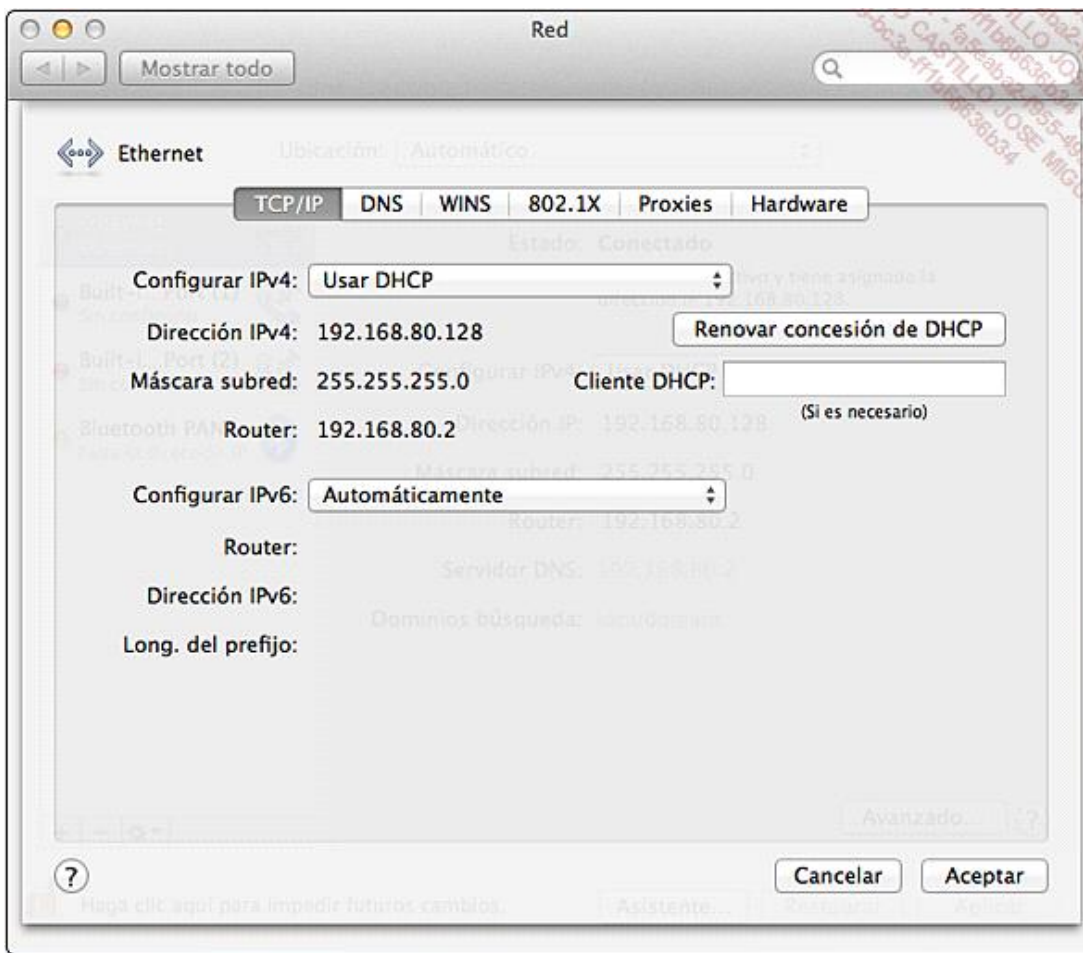 Red
Mostrar todo
Ethernet
Ubicación: Automático
TCP/IP DNS WINS 802.1X Proxies Hardware
Estado: Conectado
Configurar IPv4: Usar DHCP
Dirección IPv4: 192.168.80.128
Renovar concesión de DHCP
Máscara subred: 255.255.255.0
Cliente DHCP:
(Si es necesario)
Router: 192.168.80.2
Dirección IP: 192.168.80.128
Bluetooth PAN
Máscara subred: 255.255.255.0
Configurar IPv6: Automáticamente
Router: 192.168.80.2
Router:
Servidor DNS:
Dirección IPv6:
Dominios búsqueda:
Long. del prefijo:
Avanzado...
?
Cancelar
Aceptar
Haga clic aquí para impedir futuros cambios.
Asistente...